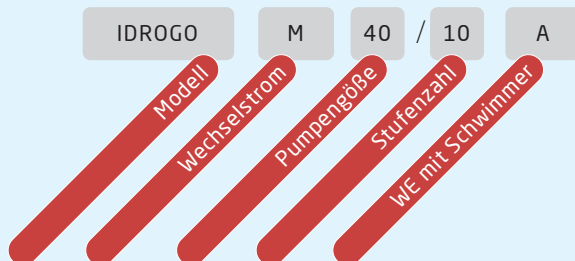 IDROGO M 40 / 10 A
Modell
Wechselstrom
Pumpengöße
Stufenzahl
WE mit Schwimmer